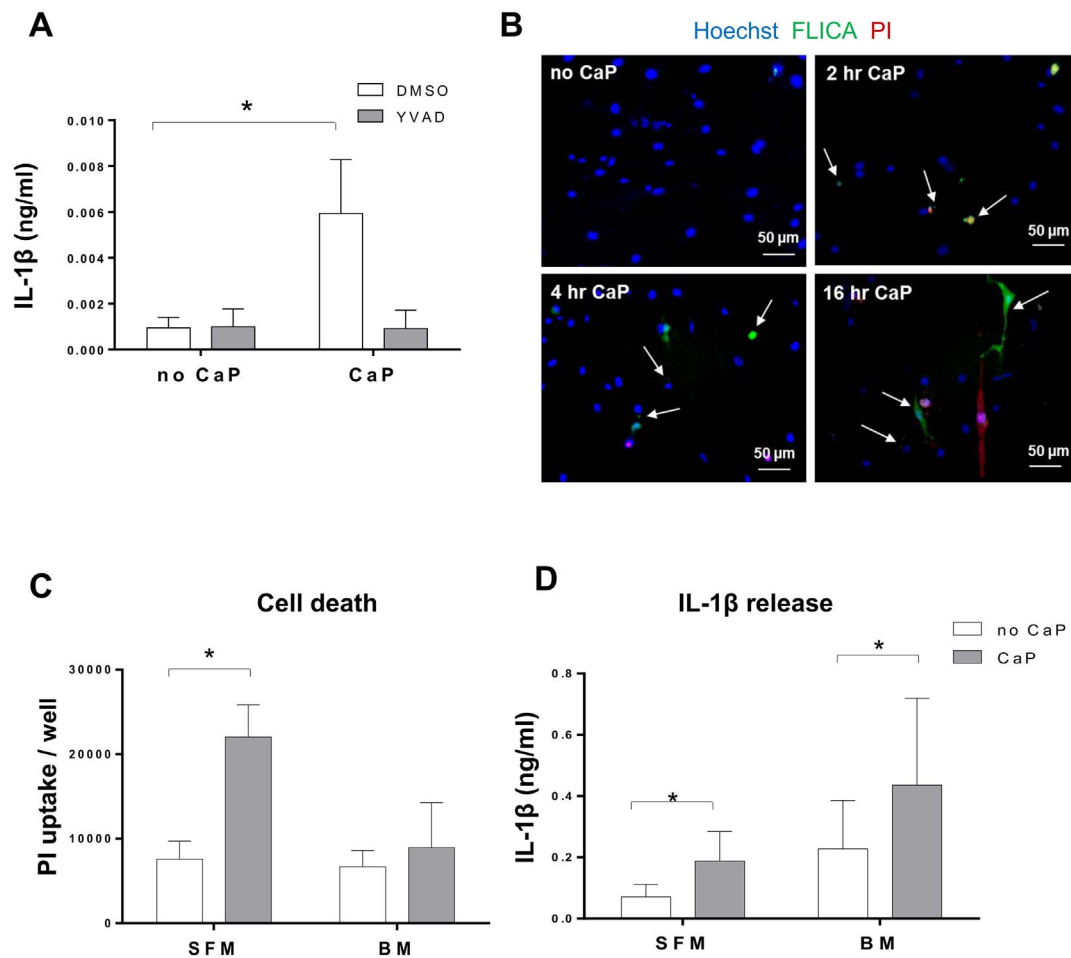 A
DMSO
YVAD
*
0.010
0.008
0.006
0.004
0.002
0.000
IL-1β (ng/ml)
no CaP
CaP
B
Hoechst FLICA PI
no CaP
50 µm
2 hr CaP
50 µm
4 hr CaP
50 µm
16 hr CaP
50 µm
C
Cell death
*
30000
20000
10000
0
PI uptake / well
SFM
BM
D
IL-1β release
no CaP
CaP
*
*
0.8
0.6
0.4
0.2
0.0
IL-1β (ng/ml)
SFM
BM